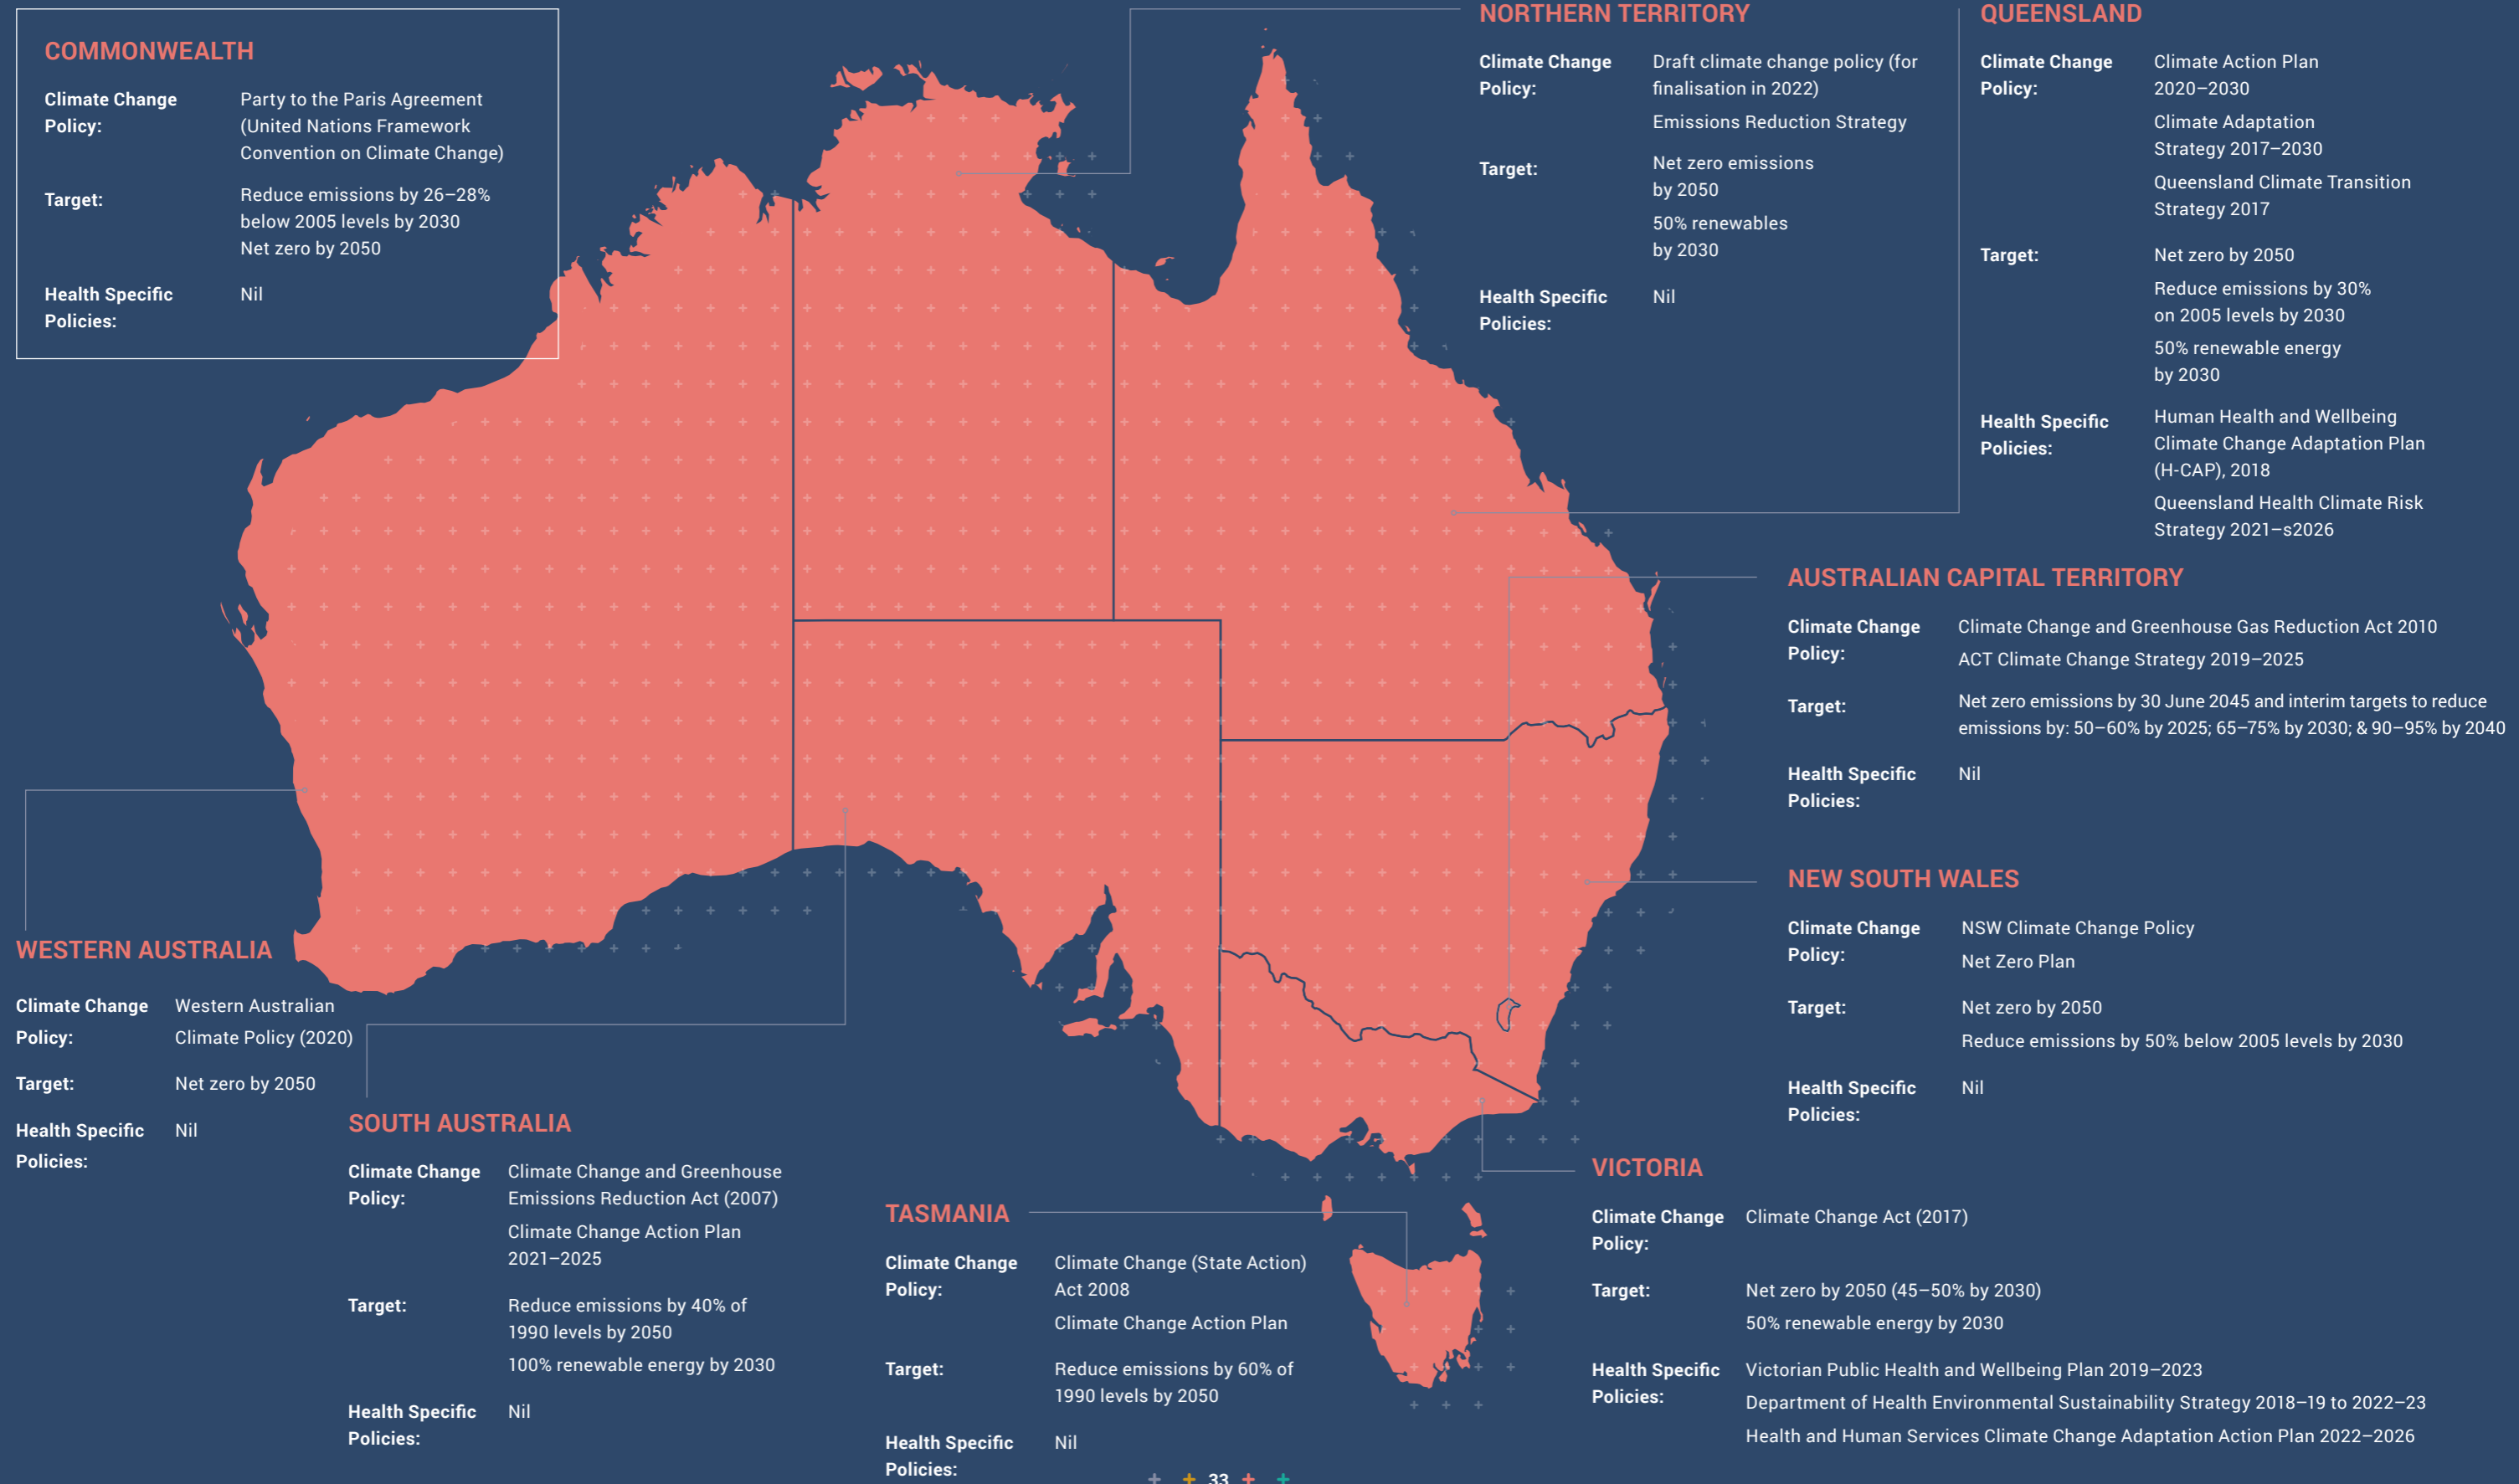 COMMONWEALTH
Climate Change
Policy:
Party to the Paris Agreement
(United Nations Framework
Convention on Climate Change)
Target:
Reduce emissions by 26–28%
below 2005 levels by 2030
Net zero by 2050
Health Specific
Policies:
Nil
NORTHERN TERRITORY
Climate Change
Policy:
Draft climate change policy (for
finalisation in 2022)
Emissions Reduction Strategy
Target:
Net zero emissions
by 2050
50% renewables
by 2030
Health Specific
Policies:
Nil
QUEENSLAND
Climate Change
Policy:
Climate Action Plan
2020–2030
Climate Adaptation
Strategy 2017–2030
Queensland Climate Transition
Strategy 2017
Target:
Net zero by 2050
Reduce emissions by 30%
on 2005 levels by 2030
50% renewable energy
by 2030
Health Specific
Policies:
Human Health and Wellbeing
Climate Change Adaptation Plan
(H-CAP), 2018
Queensland Health Climate Risk
Strategy 2021–s2026
AUSTRALIAN CAPITAL TERRITORY
Climate Change
Policy:
Climate Change and Greenhouse Gas Reduction Act 2010
ACT Climate Change Strategy 2019–2025
Target:
Net zero emissions by 30 June 2045 and interim targets to reduce
emissions by: 50–60% by 2025; 65–75% by 2030; & 90–95% by 2040
Health Specific
Policies:
Nil
NEW SOUTH WALES
Climate Change
Policy:
NSW Climate Change Policy
Net Zero Plan
Target:
Net zero by 2050
Reduce emissions by 50% below 2005 levels by 2030
Health Specific
Policies:
Nil
WESTERN AUSTRALIA
Climate Change
Policy:
Western Australian
Climate Policy (2020)
Target:
Net zero by 2050
Health Specific
Policies:
Nil
SOUTH AUSTRALIA
Climate Change
Policy:
Climate Change and Greenhouse
Emissions Reduction Act (2007)
Climate Change Action Plan
2021–2025
Target:
Reduce emissions by 40% of
1990 levels by 2050
100% renewable energy by 2030
Health Specific
Policies:
Nil
TASMANIA
Climate Change
Policy:
Climate Change (State Action)
Act 2008
Climate Change Action Plan
Target:
Reduce emissions by 60% of
1990 levels by 2050
Health Specific
Policies:
Nil
VICTORIA
Climate Change
Policy:
Climate Change Act (2017)
Target:
Net zero by 2050 (45–50% by 2030)
50% renewable energy by 2030
Health Specific
Policies:
Victorian Public Health and Wellbeing Plan 2019–2023
Department of Health Environmental Sustainability Strategy 2018–19 to 2022–23
Health and Human Services Climate Change Adaptation Action Plan 2022–2026
33